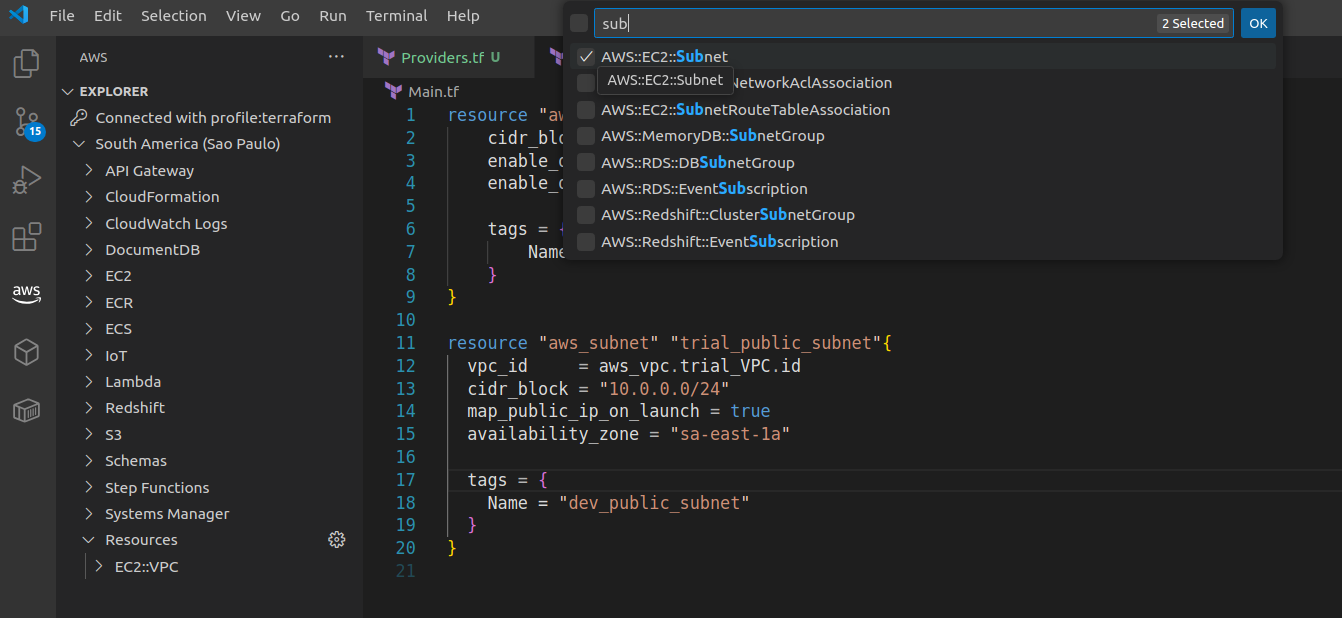 File Edit Selection View Go Run Terminal Help
sub 2 Selected OK
AWS::EC2::Subnet
AWS::EC2::Subnet
NetworkAclAssociation
AWS::EC2::SubnetRouteTableAssociation
AWS::MemoryDB::SubnetGroup
AWS::RDS::DBSubnetGroup
AWS::RDS::EventSubscription
AWS::Redshift::ClusterSubnetGroup
AWS::Redshift::EventSubscription
15
aws
AWS ...
EXPLORER
Connected with profile:terraform
South America (Sao Paulo)
API Gateway
CloudFormation
CloudWatch Logs
DocumentDB
EC2
ECR
ECS
IoT
Lambda
Redshift
S3
Schemas
Step Functions
Systems Manager
Resources
EC2::VPC
Providers.tf U
Main.tf
1 resource "aw
2 cidr_blo
3 enable_d
4 enable_d
5
6 tags = {
7 Name
8 }
9 }
10
11 resource "aws_subnet" "trial_public_subnet"{
12 vpc_id = aws_vpc.trial_VPC.id
13 cidr_block = "10.0.0.0/24"
14 map_public_ip_on_launch = true
15 availability_zone = "sa-east-1a"
16
17 tags = {
18 Name = "dev_public_subnet"
19 }
20 }
21